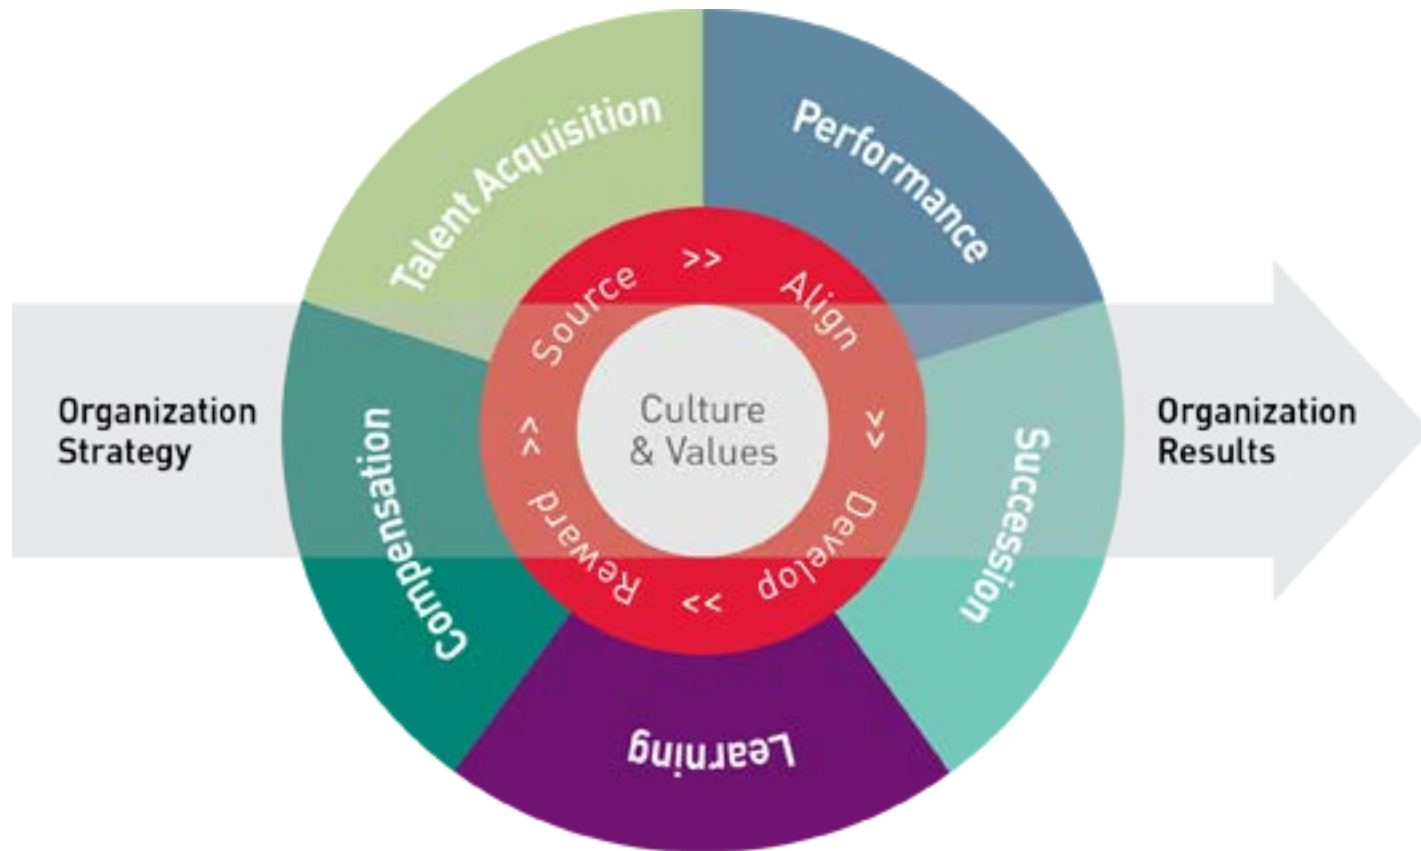 Talent Acquisition
Performance
Succession
Learning
Compensation
Source
>>
Align
>>
Develop
>>
Reward
>>
Culture
& Values
Organization
Strategy
Organization
Results